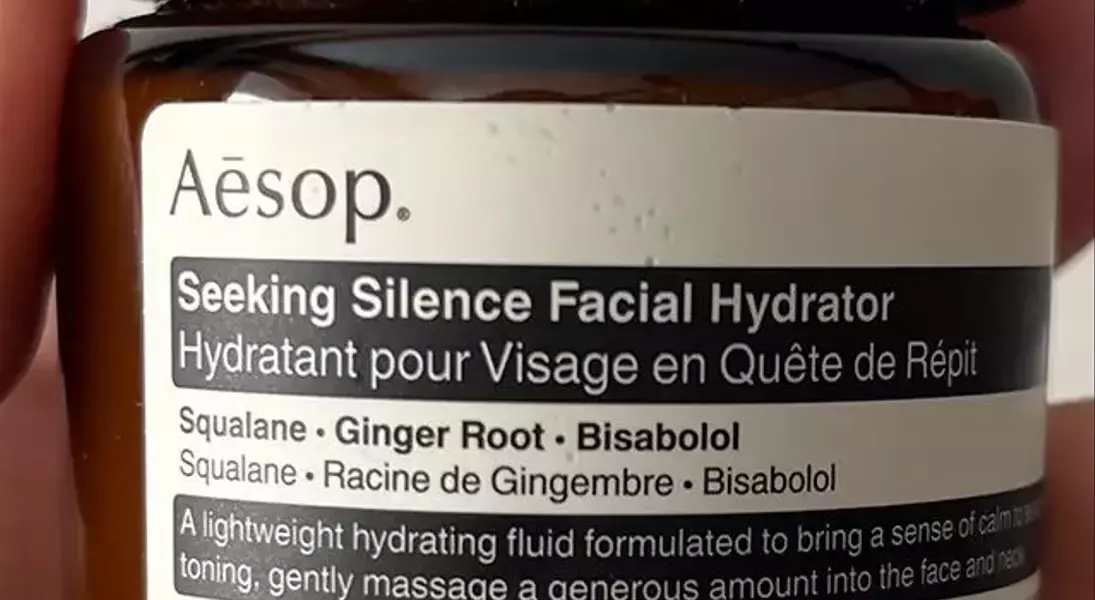 Aēsop.
Seeking Silence Facial Hydrator
Hydratant pour Visage en Quête de Répit
Squalane · Ginger Root · Bisabolol
Squalane · Racine de Gingembre · Bisabolol
A lightweight hydrating fluid formulated to bring a sense of calm to
toning, gently massage a generous amount into the face and neck